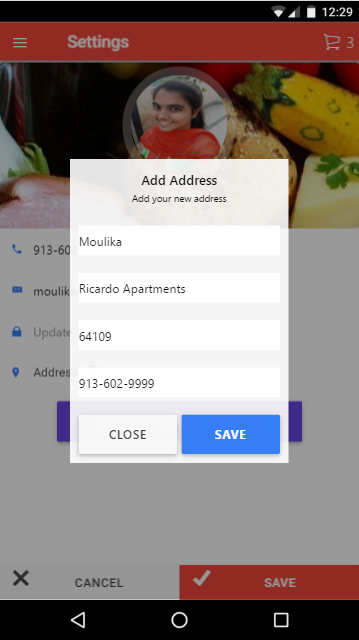 12:29
Settings
3
Add Address
Add your new address
913-60
Moulika
moulik
Ricardo Apartments
Update
64109
Addres
913-602-9999
CLOSE
SAVE
CANCEL
SAVE